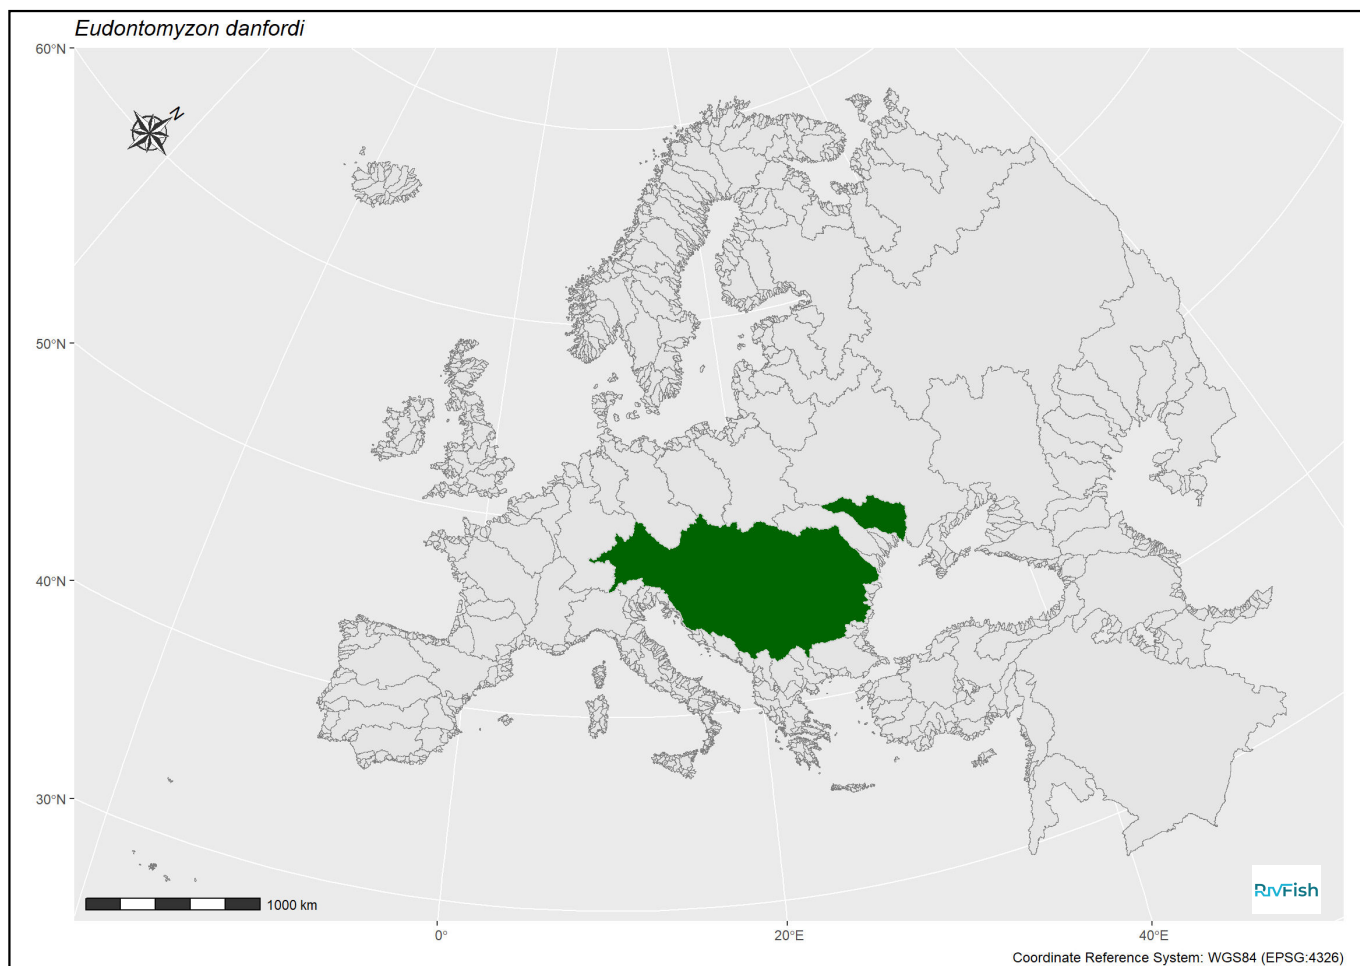 Eudontomyzon danfordi
60°N
N
50°N
40°N
30°N
1000 km
RIVFish
0°
20°E
40°E
Coordinate Reference System: WGS84 (EPSG:4326)